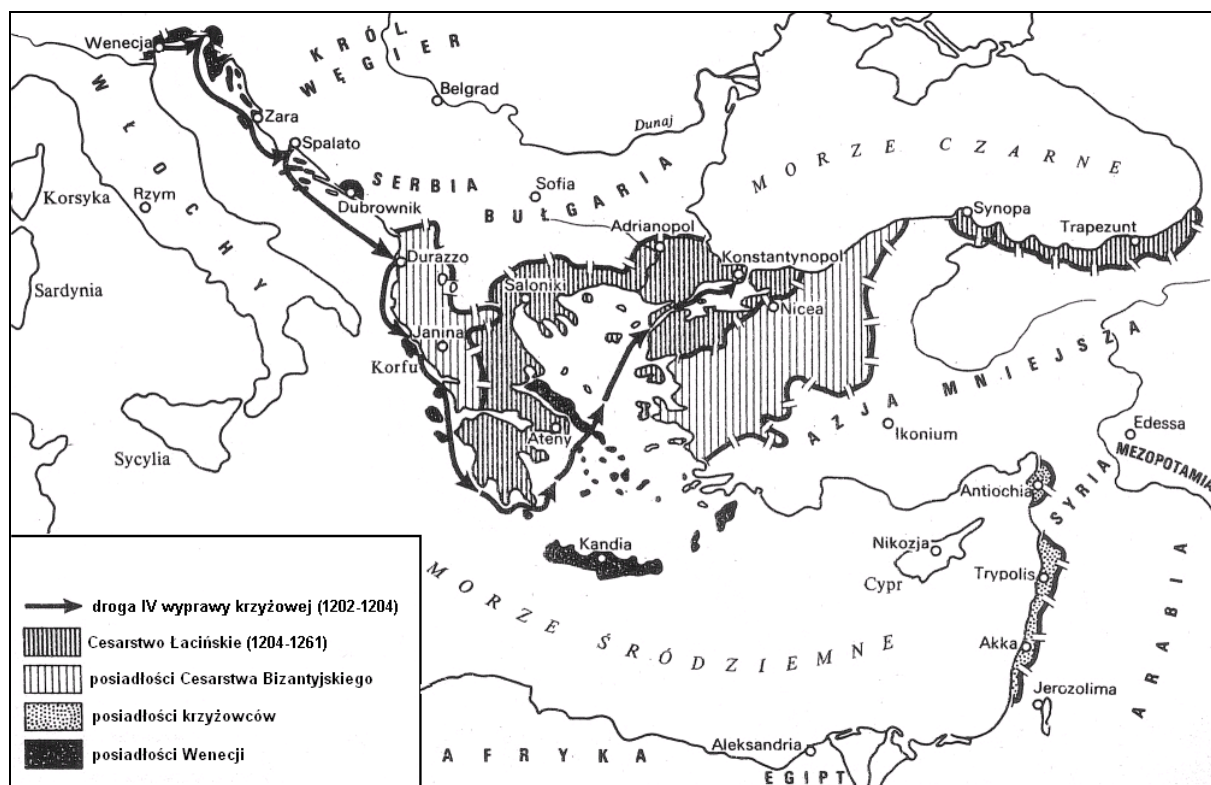 Wenecja
KRÓL
WĘGIER
Belgrad
Dunaj
MORZE CZARNE
WŁOCHY
Zara
Spalato
SERBIA
Sofia
BUŁGARIA
Korsyka
Rzym
Dubrownik
Adrianopol
Synopa
Trapezunt
Durazzo
Konstantynopol
Saloniki
Sardynia
Nicea
Janina
Korfu
AZJA MNIEJSZA
Ateny
Ikonium
Edessa
Sycylia
MEZOPOTAMIA
Antiochia
SYRIA
Kandia
Nikozja
Cypr
Trypolis
ARABIA
MORZE ŚRÓDZIEMNE
Akka
Jerozolima
AFRYKA
Aleksandria
EGIPT
droga IV wyprawy krzyżowej (1202-1204)
Cesarstwo Łacińskie (1204-1261)
posiadłości Cesarstwa Bizantyjskiego
posiadłości krzyżowców
posiadłości Wenecji